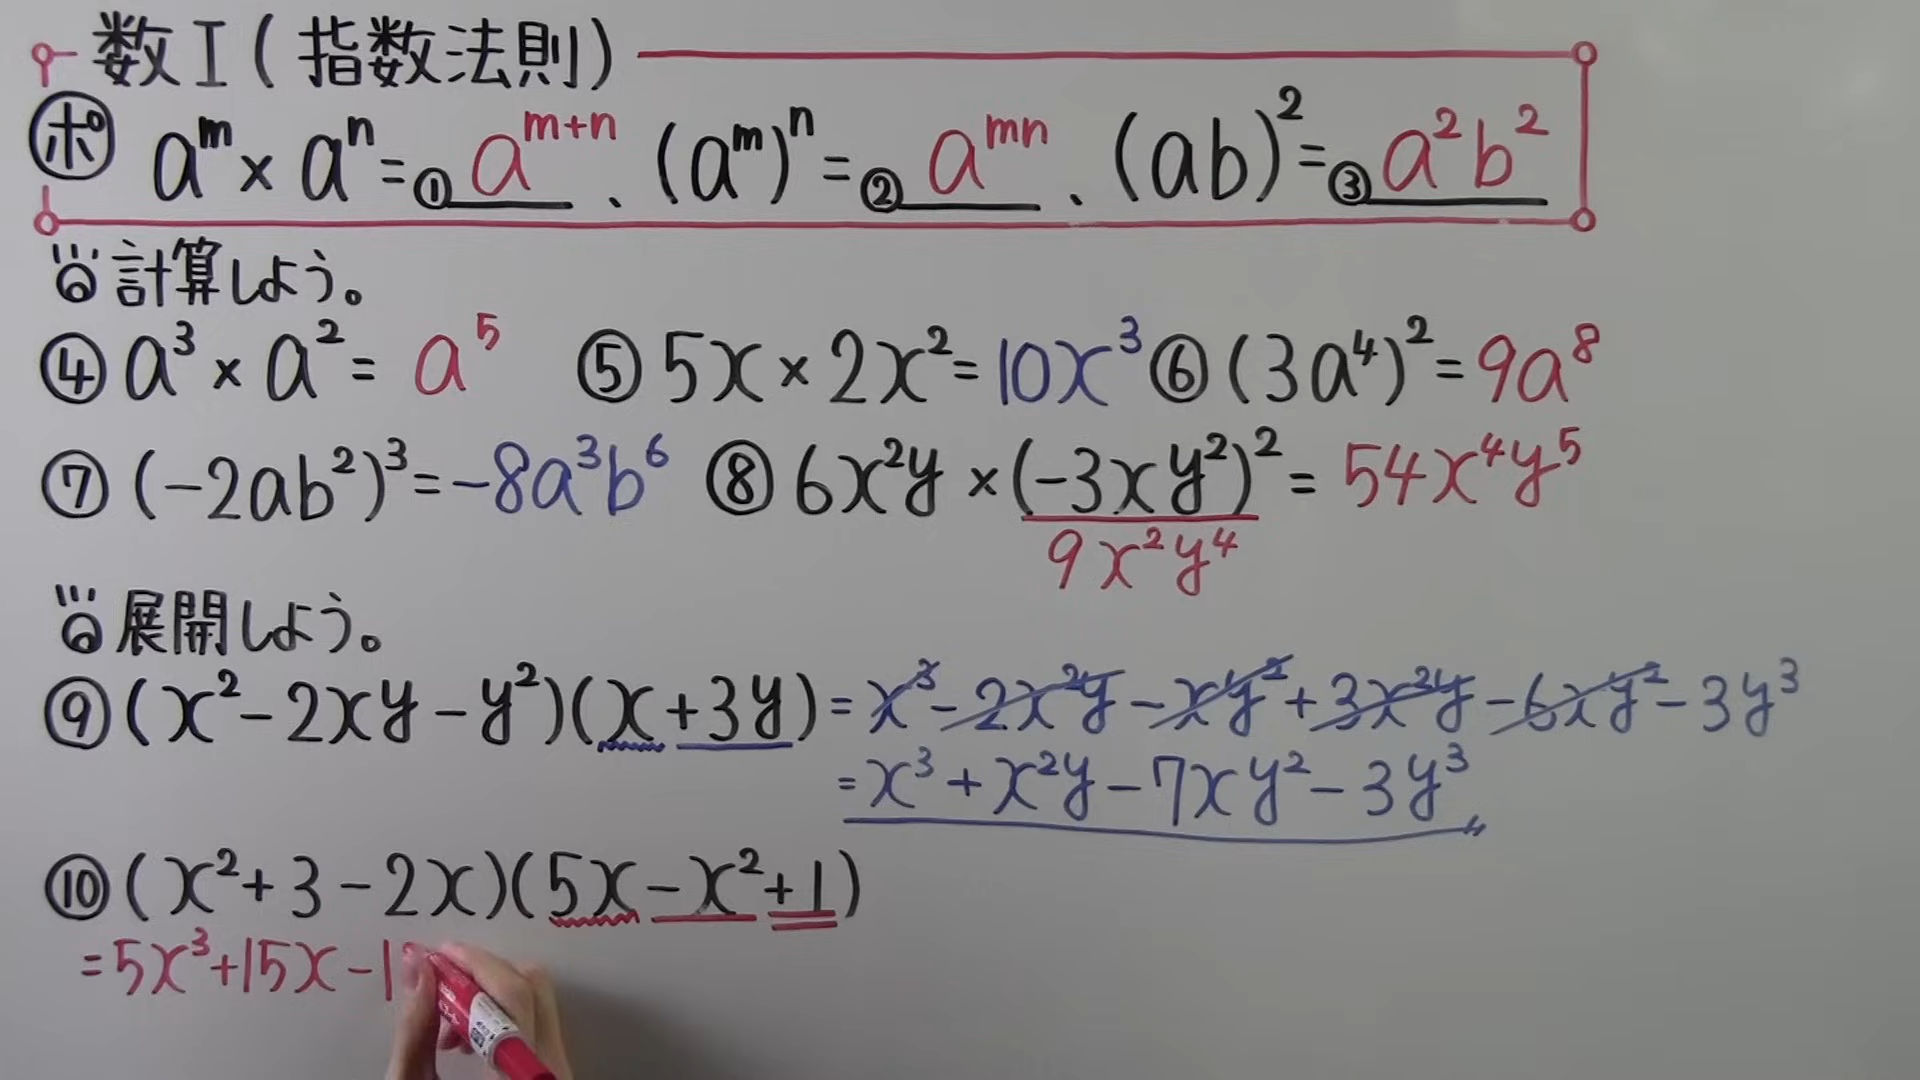 数I(指数法則)
ポ aᵐ × aⁿ = ① aᵐ⁺ⁿ 、(aᵐ)ⁿ = ② aᵐⁿ 、(ab)² = ③ a²b²
計算しよう。
④ a³ × a² = a⁵ ⑤ 5x × 2x² = 10x³ ⑥ (3a⁴)² = 9a⁸
⑦ (-2ab²)³ = -8a³b⁶ ⑧ 6x²y × (-3xy²)² = 54x⁴y⁵
9x²y⁴
展開しよう。
⑨ (x² - 2xy - y²)(x + 3y) = x³ - 2x²y - xy² + 3x²y - 6xy² - 3y³
= x³ + x²y - 7xy² - 3y³
⑩ (x² + 3 - 2x)(5x - x² + 1)
= 5x³ + 15x - 1